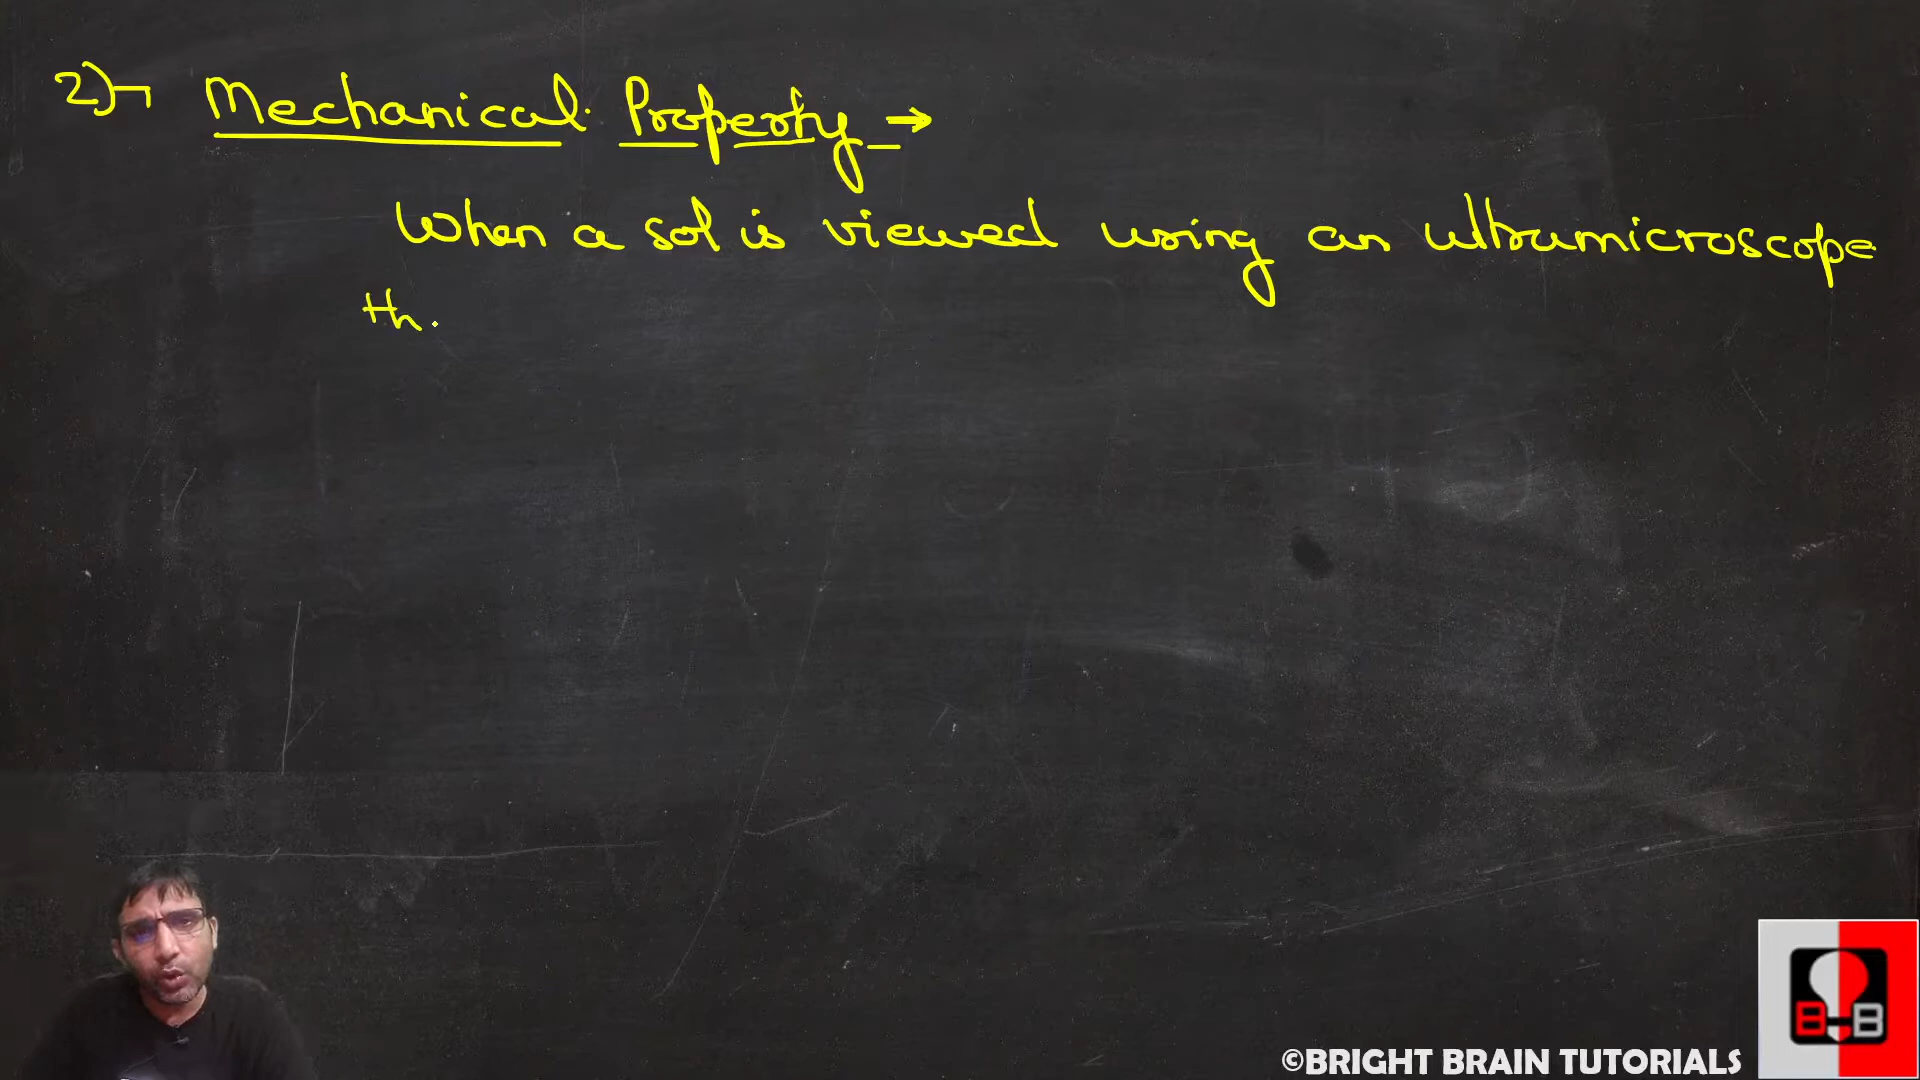 2)→ Mechanical Property →
When a sol is viewed using an ultramicroscope
th
B B
©BRIGHT BRAIN TUTORIALS